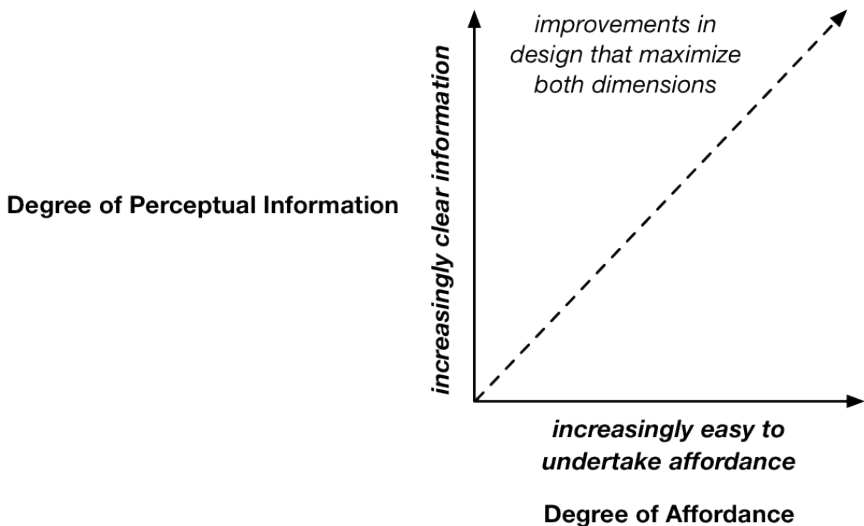 improvements in
design that maximize
both dimensions
increasingly clear information
Degree of Perceptual Information
increasingly easy to
undertake affordance
Degree of Affordance